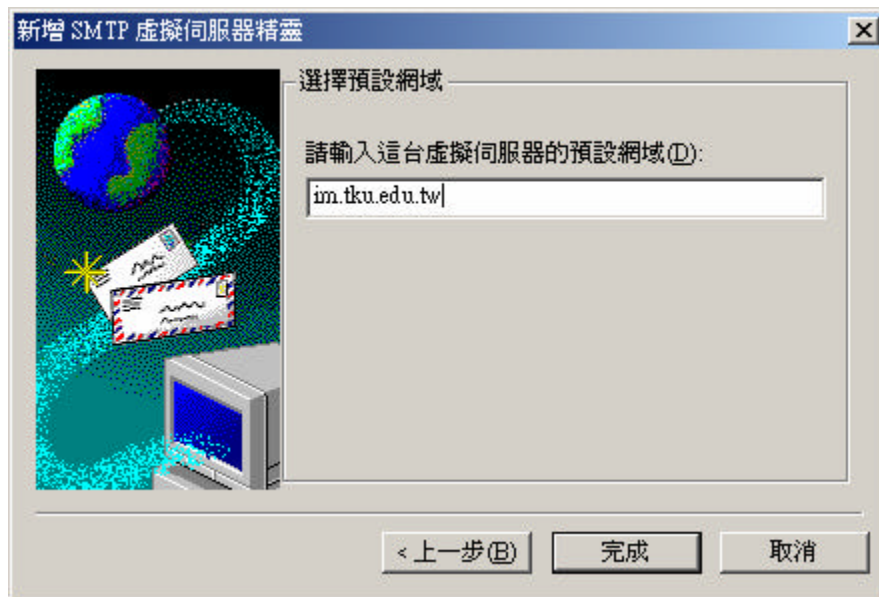 新增 SMTP 虛擬伺服器精靈
選擇預設網域
請輸入這台虛擬伺服器的預設網域(D):
im.tku.edu.tw
< 上一步(B)
完成
取消